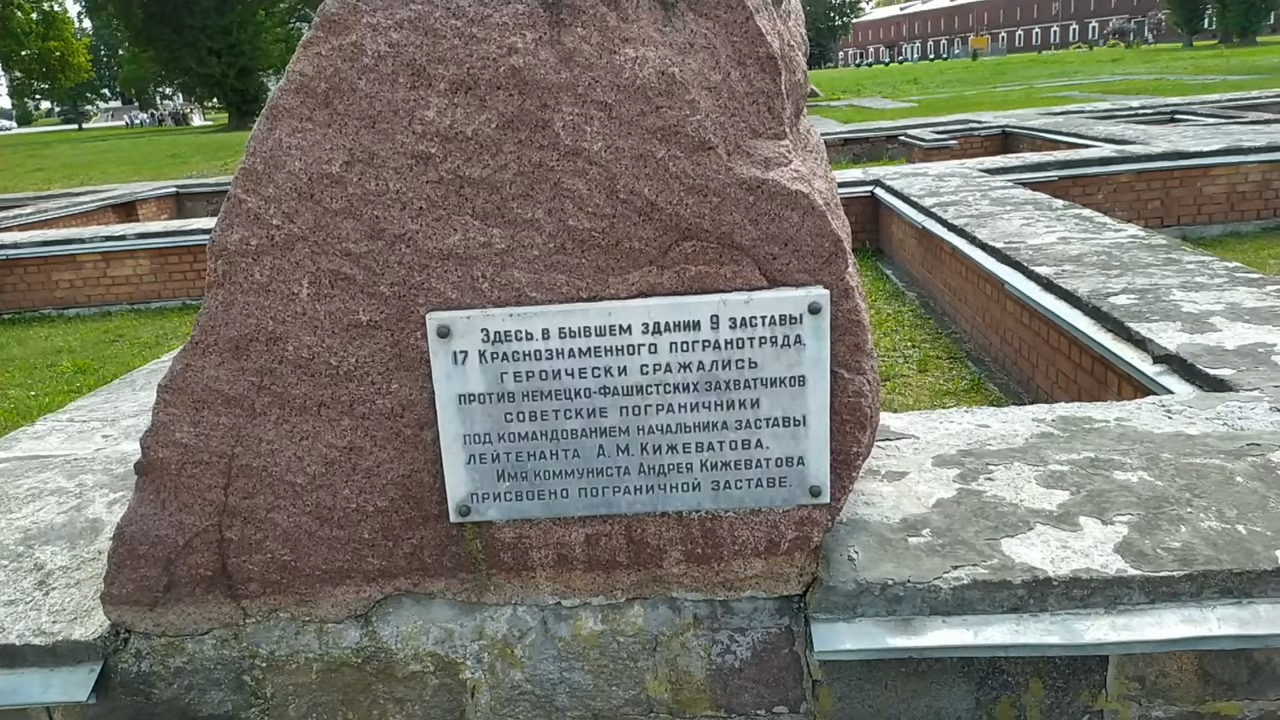 Здесь, в бывшем здании 9 заставы
17 Краснознаменного погранотряда,
героически сражались
против немецко-фашистских захватчиков
советские пограничники
под командованием начальника заставы
лейтенанта А.М. Кижеватова.
Имя коммуниста Андрея Кижеватова
присвоено пограничной заставе.